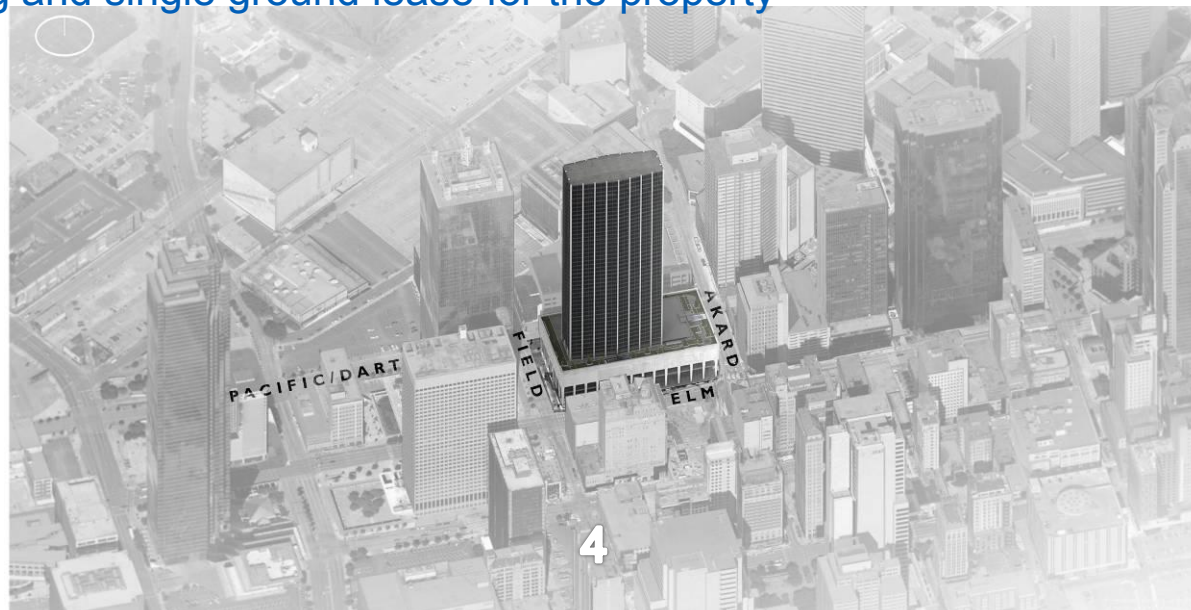 g and single ground lease for the property
PACIFIC/DART
FIELD
AKARD
ELM
4